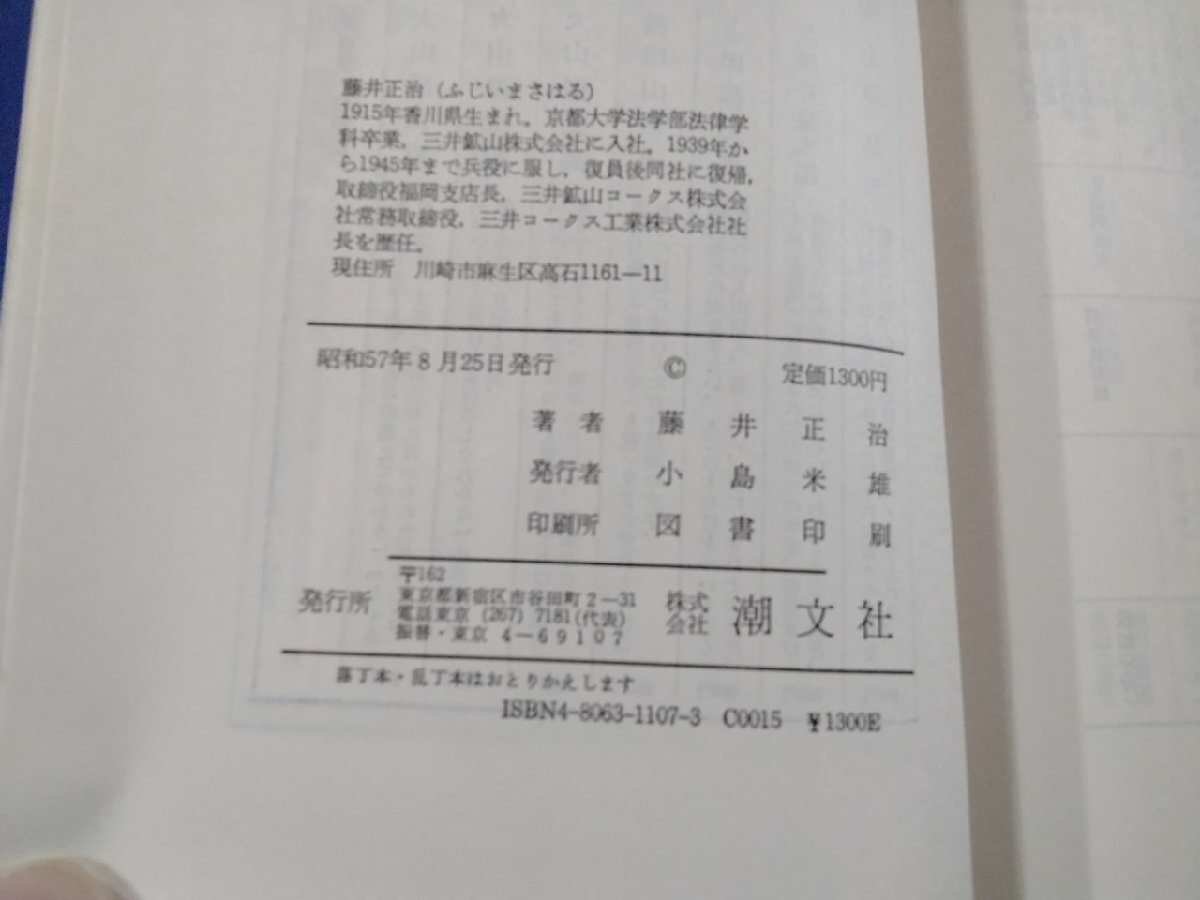 藤井正治(ふじいまさはる)
1915年香川県生まれ。京都大学法学部法律学
科卒業，三井鉱山株式会社に入社。1939年か
ら1945年まで兵役に服し，復員後同社に復帰，
取締役福岡支店長，三井鉱山コークス株式会
社常務取締役，三井コークス工業株式会社社
長を歴任。
現住所 川崎市麻生区高石1161―11
昭和57年8月25日発行 © 定価1300円
著者 藤井正治
発行者 小島米雄
印刷所 図書印刷
発行所
〒162
東京都新宿区市谷田町2―31
電話東京 (267) 7181(代表)
振替・東京 4―69107
株式会社 潮文社
落丁本・乱丁本はおとりかえします
ISBN4-8063-1107-3 C0015 ¥1300E